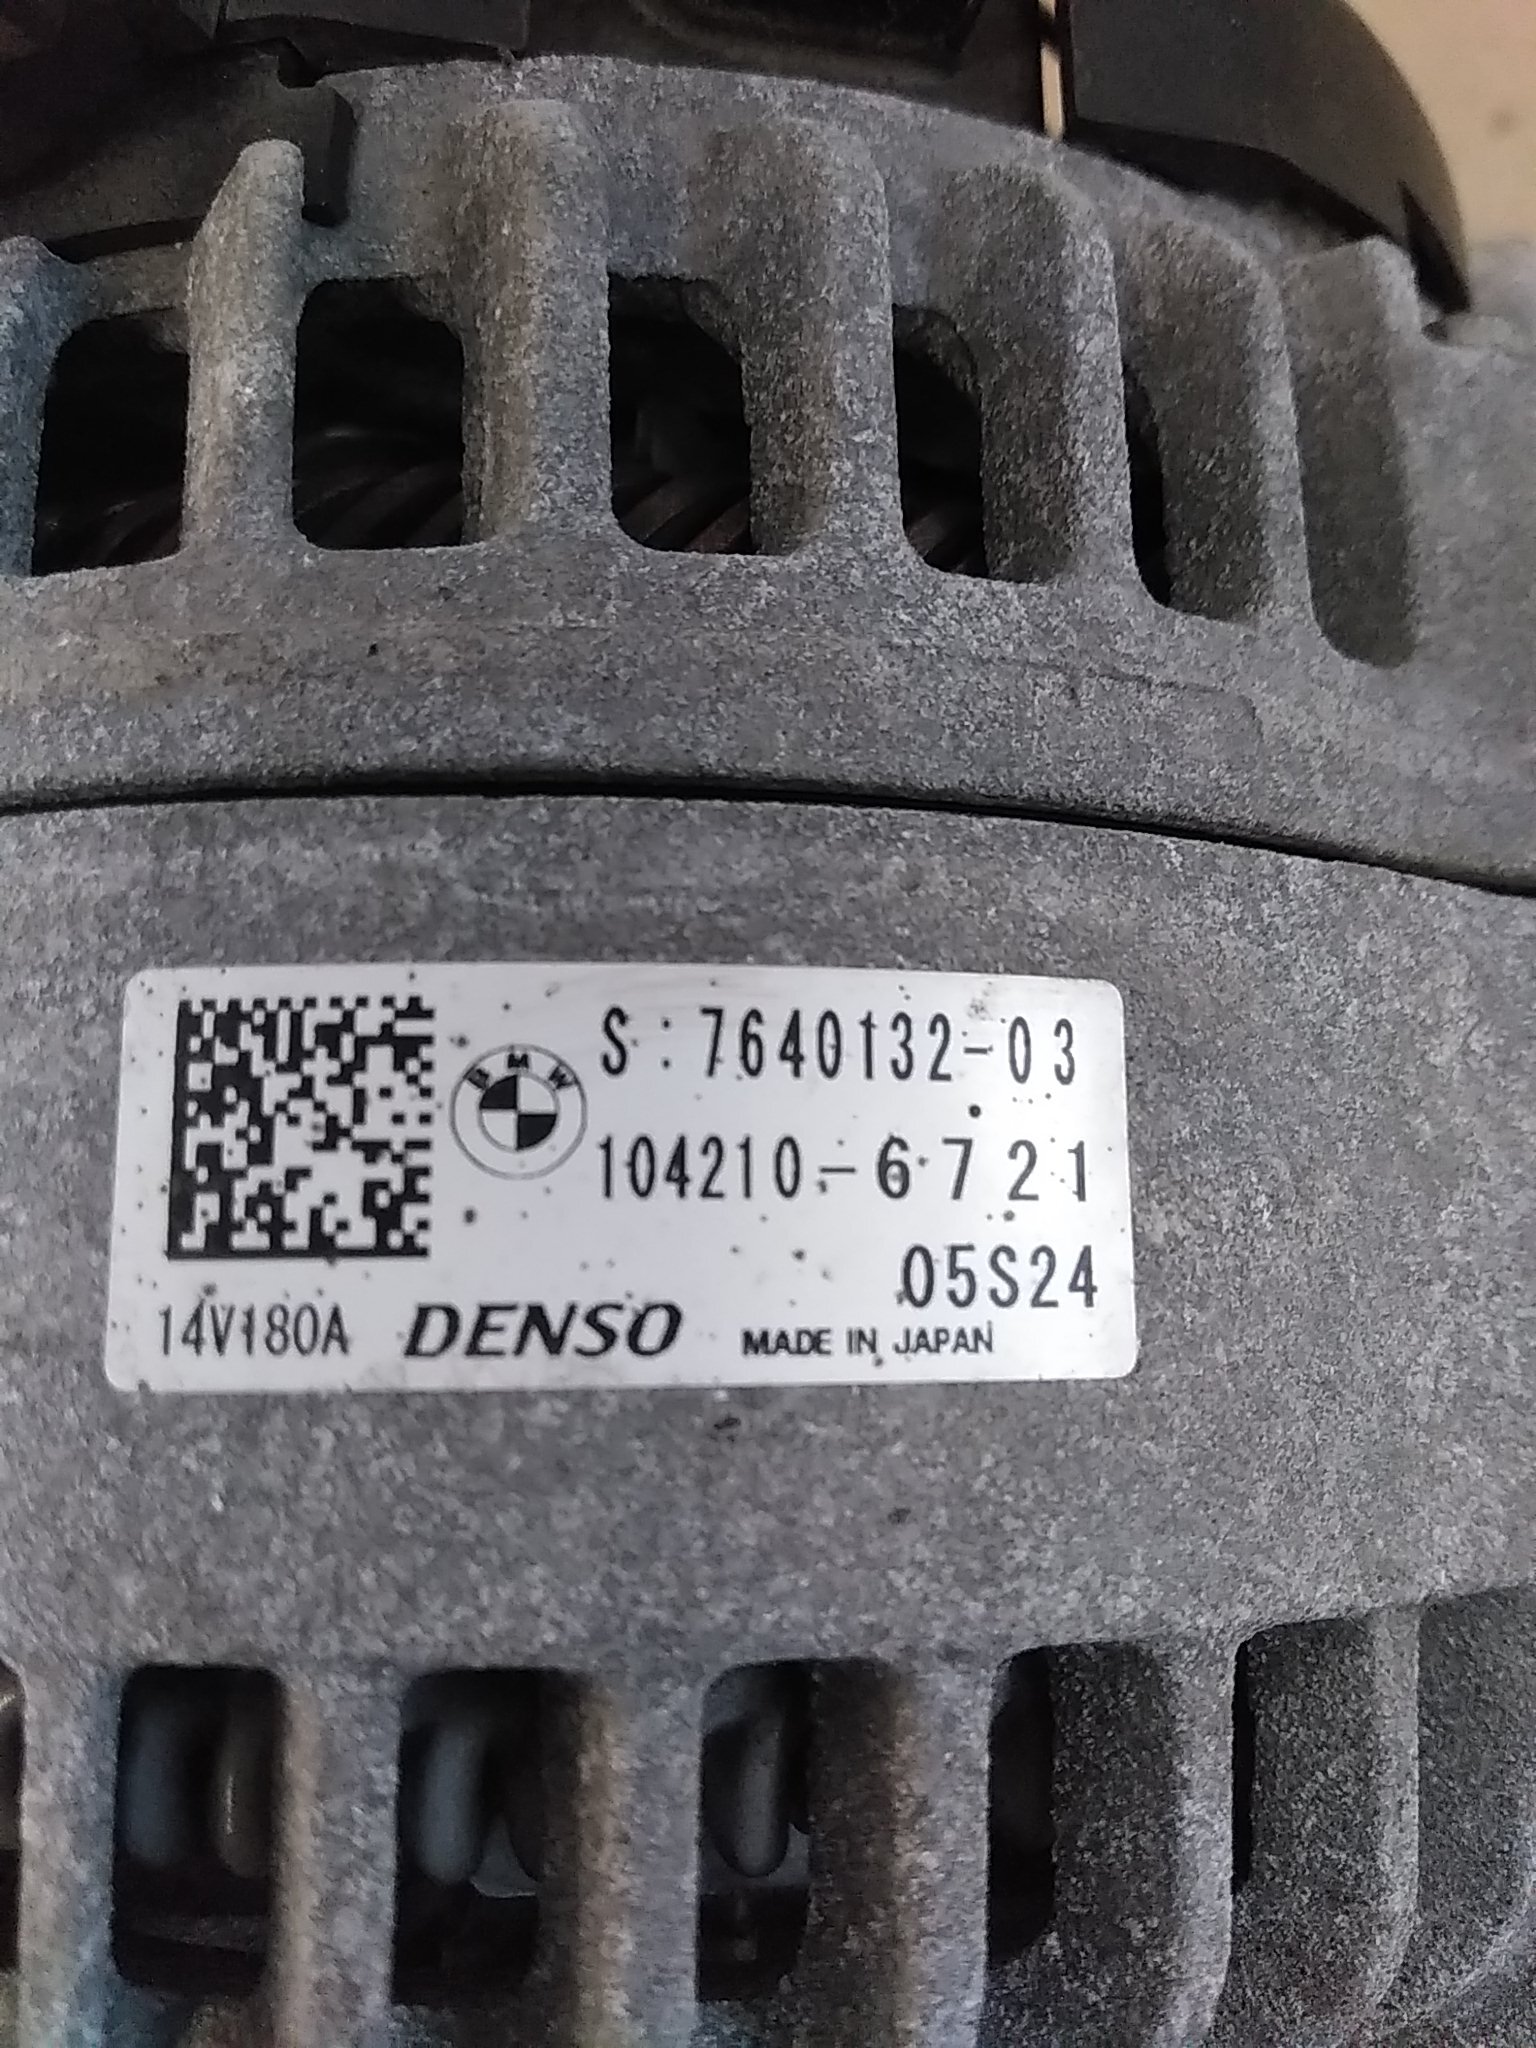 BMW
S:7640132-03
104210-6721
05S24
14V180A DENSO MADE IN JAPAN